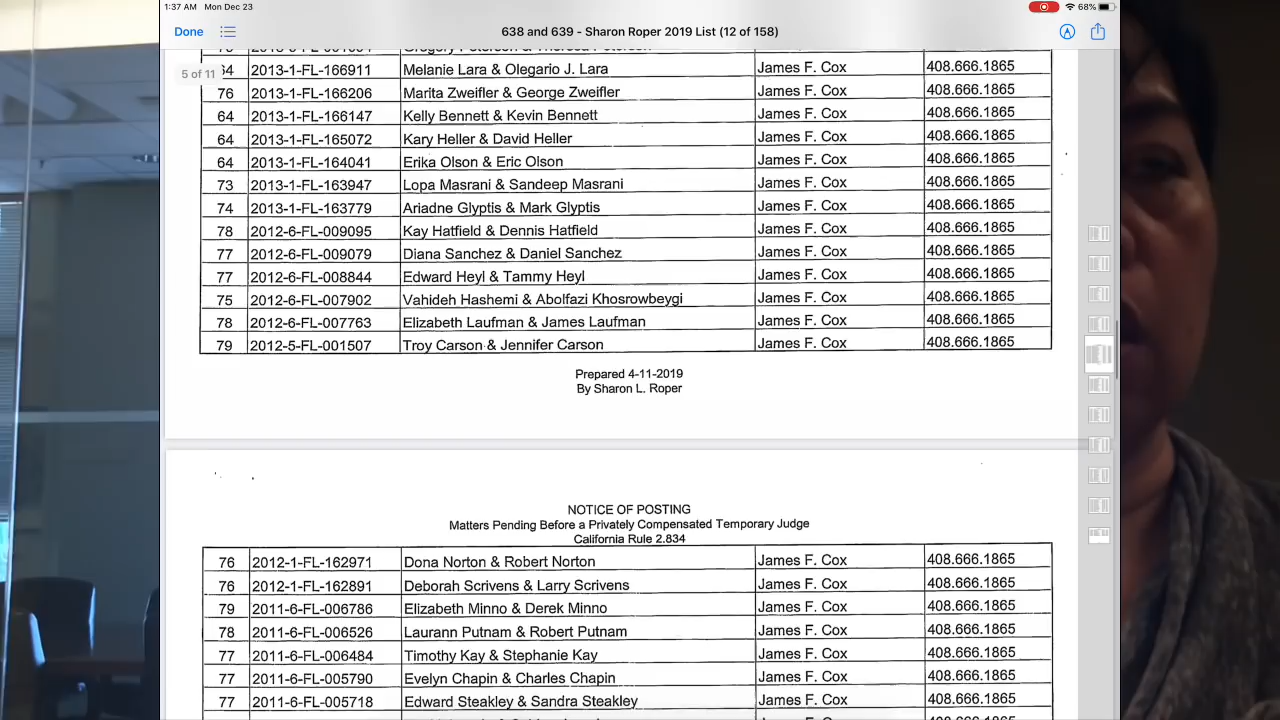 1:37 AM Mon Dec 23
68%
Done
638 and 639 - Sharon Roper 2019 List (12 of 158)
5 of 11
64 2013-1-FL-166911 Melanie Lara & Olegario J. Lara James F. Cox 408.666.1865
76 2013-1-FL-166206 Marita Zweifler & George Zweifler James F. Cox 408.666.1865
64 2013-1-FL-166147 Kelly Bennett & Kevin Bennett James F. Cox 408.666.1865
64 2013-1-FL-165072 Kary Heller & David Heller James F. Cox 408.666.1865
64 2013-1-FL-164041 Erika Olson & Eric Olson James F. Cox 408.666.1865
73 2013-1-FL-163947 Lopa Masrani & Sandeep Masrani James F. Cox 408.666.1865
74 2013-1-FL-163779 Ariadne Glyptis & Mark Glyptis James F. Cox 408.666.1865
78 2012-6-FL-009095 Kay Hatfield & Dennis Hatfield James F. Cox 408.666.1865
77 2012-6-FL-009079 Diana Sanchez & Daniel Sanchez James F. Cox 408.666.1865
77 2012-6-FL-008844 Edward Heyl & Tammy Heyl James F. Cox 408.666.1865
75 2012-6-FL-007902 Vahideh Hashemi & Abolfazi Khosrowbeygi James F. Cox 408.666.1865
78 2012-6-FL-007763 Elizabeth Laufman & James Laufman James F. Cox 408.666.1865
79 2012-5-FL-001507 Troy Carson & Jennifer Carson James F. Cox 408.666.1865
Prepared 4-11-2019
By Sharon L. Roper
NOTICE OF POSTING
Matters Pending Before a Privately Compensated Temporary Judge
California Rule 2.834
76 2012-1-FL-162971 Dona Norton & Robert Norton James F. Cox 408.666.1865
76 2012-1-FL-162891 Deborah Scrivens & Larry Scrivens James F. Cox 408.666.1865
79 2011-6-FL-006786 Elizabeth Minno & Derek Minno James F. Cox 408.666.1865
78 2011-6-FL-006526 Laurann Putnam & Robert Putnam James F. Cox 408.666.1865
77 2011-6-FL-006484 Timothy Kay & Stephanie Kay James F. Cox 408.666.1865
77 2011-6-FL-005790 Evelyn Chapin & Charles Chapin James F. Cox 408.666.1865
77 2011-6-FL-005718 Edward Steakley & Sandra Steakley James F. Cox 408.666.1865